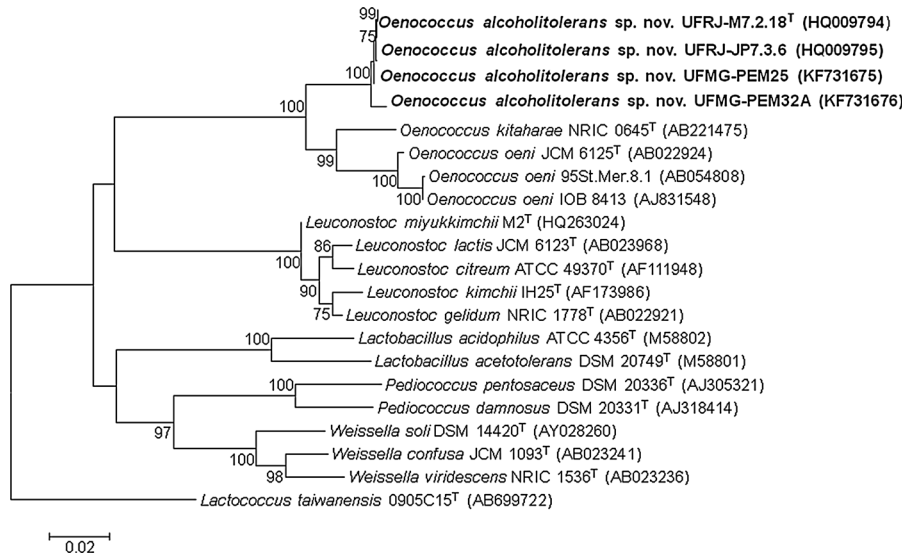 99
Oenococcus alcoholitolerans sp. nov. UFRJ-M7.2.18ᵀ (HQ009794)
75
Oenococcus alcoholitolerans sp. nov. UFRJ-JP7.3.6 (HQ009795)
100
Oenococcus alcoholitolerans sp. nov. UFMG-PEM25 (KF731675)
Oenococcus alcoholitolerans sp. nov. UFMG-PEM32A (KF731676)
100
Oenococcus kitaharae NRIC 0645ᵀ (AB221475)
99
Oenococcus oeni JCM 6125ᵀ (AB022924)
100
Oenococcus oeni 95St.Mer.8.1 (AB054808)
100
Oenococcus oeni IOB 8413 (AJ831548)
Leuconostoc miyukkimchii M2ᵀ (HQ263024)
86
Leuconostoc lactis JCM 6123ᵀ (AB023968)
100
Leuconostoc citreum ATCC 49370ᵀ (AF111948)
90
Leuconostoc kimchii IH25ᵀ (AF173986)
75
Leuconostoc gelidum NRIC 1778ᵀ (AB022921)
100
Lactobacillus acidophilus ATCC 4356ᵀ (M58802)
Lactobacillus acetotolerans DSM 20749ᵀ (M58801)
100
Pediococcus pentosaceus DSM 20336ᵀ (AJ305321)
Pediococcus damnosus DSM 20331ᵀ (AJ318414)
97
Weissella soli DSM 14420ᵀ (AY028260)
100
Weissella confusa JCM 1093ᵀ (AB023241)
98
Weissella viridescens NRIC 1536ᵀ (AB023236)
Lactococcus taiwanensis 0905C15ᵀ (AB699722)
0.02